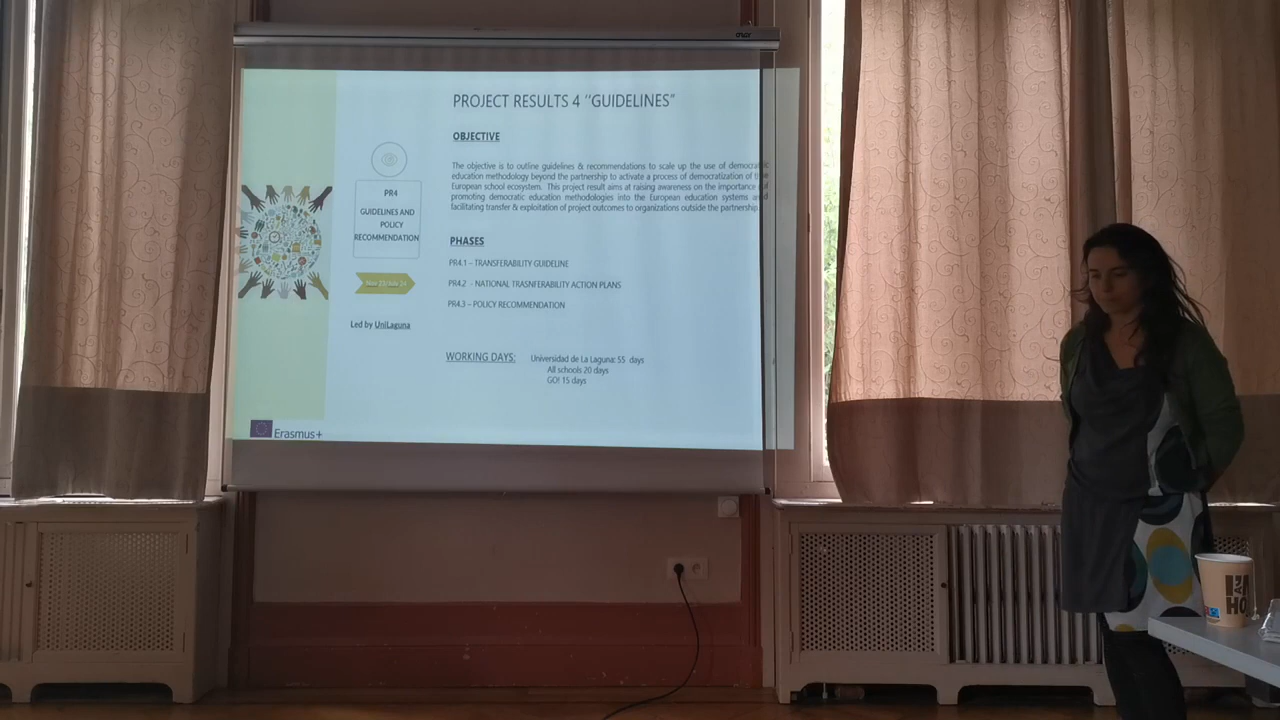 PROJECT RESULTS 4 “GUIDELINES”
OBJECTIVE
The objective is to outline guidelines & recommendations to scale up the use of democratic
education methodology beyond the partnership to activate a process of democratization of the
European school ecosystem. This project result aims at raising awareness on the importance of
promoting democratic education methodologies into the European education systems and
facilitating transfer & exploitation of project outcomes to organizations outside the partnership.
PR4
GUIDELINES AND
POLICY
RECOMMENDATION
Led by UniLaguna
PHASES
PR4.1 – TRANSFERABILITY GUIDELINE
PR4.2 - NATIONAL TRASNFERABILITY ACTION PLANS
PR4.3 – POLICY RECOMMENDATION
WORKING DAYS: Universidad de La Laguna: 55 days
All schools 20 days
GO! 15 days
Erasmus+